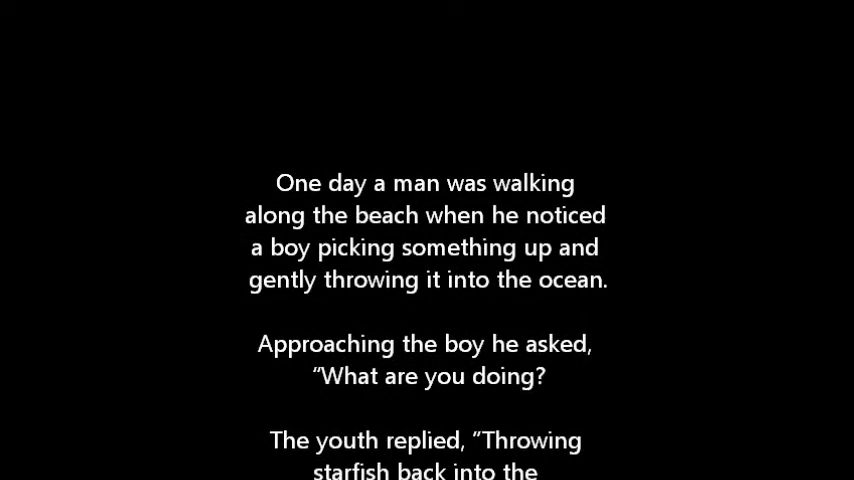 One day a man was walking
along the beach when he noticed
a boy picking something up and
gently throwing it into the ocean.
Approaching the boy he asked,
“What are you doing?
The youth replied, “Throwing
starfish back into the